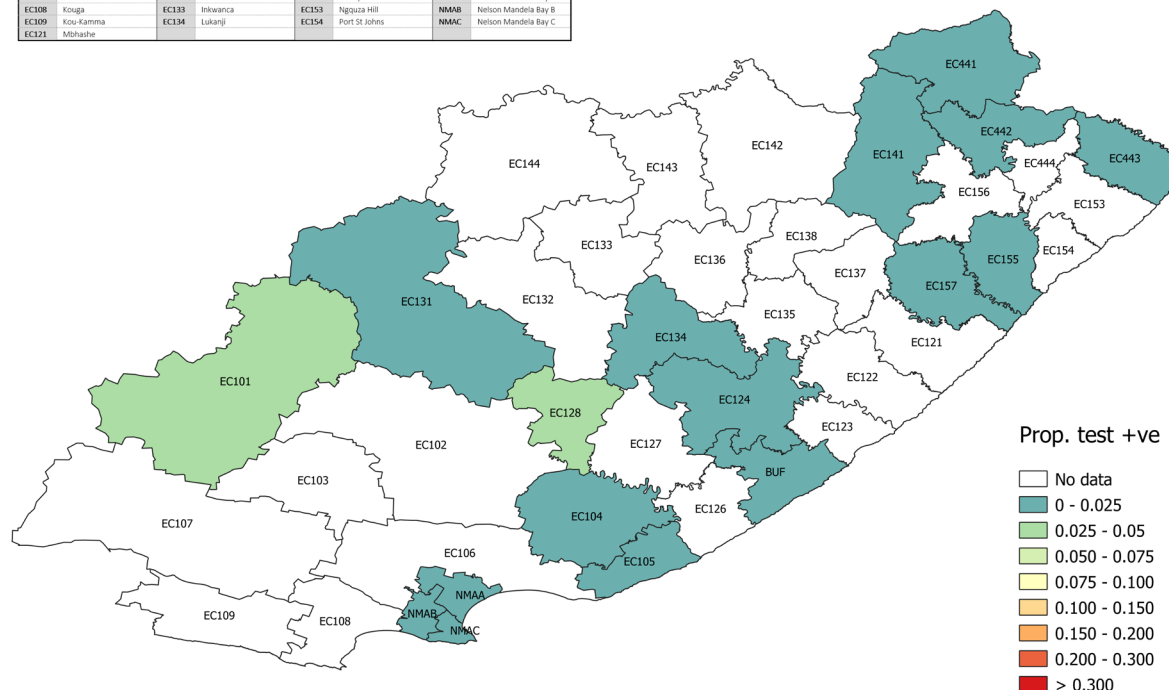 EC108 Kouga EC133 Inkwanca EC153 Ngquza Hill NMAB Nelson Mandela Bay B
EC109 Kou-Kamma EC134 Lukanji EC154 Port St Johns NMAC Nelson Mandela Bay C
EC121 Mbhashe
EC441
EC442
EC141
EC443
EC444
EC142
EC144
EC143
EC156
EC153
EC138
EC133
EC154
EC136
EC155
EC137
EC157
EC132
EC131
EC135
EC134
EC121
EC122
EC101
EC124
EC128
EC123
EC127
EC102
BUF
EC103
EC126
EC104
EC107
EC106
EC105
NMAA
NMAB
EC109
EC108
NMAC
Prop. test +ve
No data
0 - 0.025
0.025 - 0.05
0.050 - 0.075
0.075 - 0.100
0.100 - 0.150
0.150 - 0.200
0.200 - 0.300
> 0.300